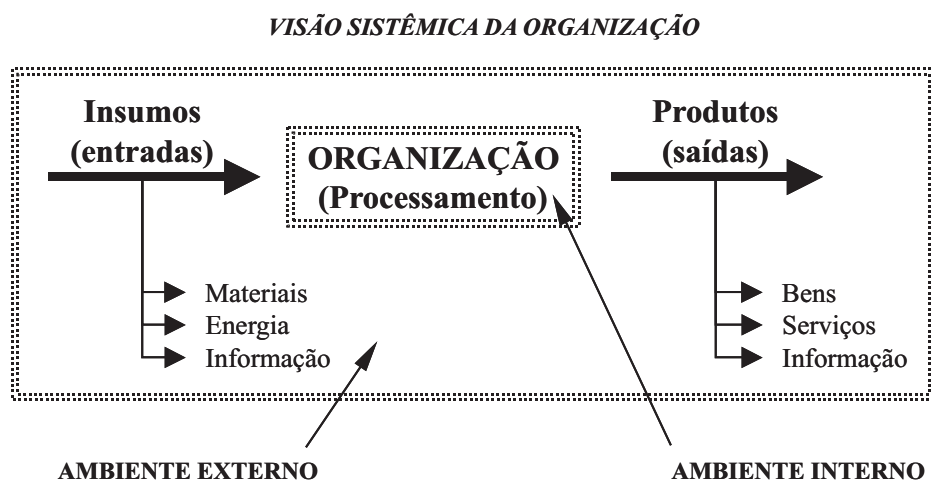 VISÃO SISTÊMICA DA ORGANIZAÇÃO
Insumos
(entradas)
ORGANIZAÇÃO
(Processamento)
Produtos
(saídas)
Materiais
Energia
Informação
Bens
Serviços
Informação
AMBIENTE EXTERNO
AMBIENTE INTERNO